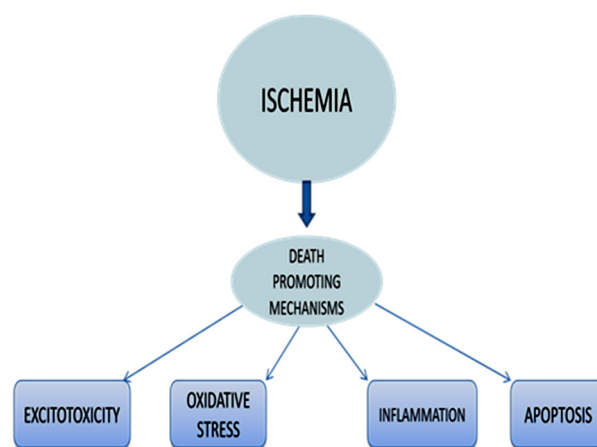 ISCHEMIA
DEATH
PROMOTING
MECHANISMS
EXCITOTOXICITY
OXIDATIVE
STRESS
INFLAMMATION
APOPTOSIS